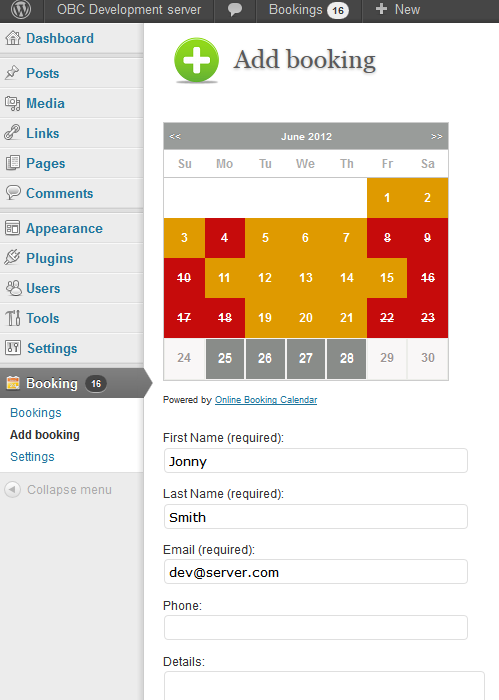 OBC Development server Bookings 16 + New
Dashboard
Posts
Media
Links
Pages
Comments
Appearance
Plugins
Users
Tools
Settings
Booking 16
Bookings
Add booking
Settings
Collapse menu
Add booking
<< June 2012 >>
Su Mo Tu We Th Fr Sa
1 2
3 4 5 6 7 8 9
10 11 12 13 14 15 16
17 18 19 20 21 22 23
24 25 26 27 28 29 30
Powered by Online Booking Calendar
First Name (required):
Jonny
Last Name (required):
Smith
Email (required):
dev@server.com
Phone:
Details: